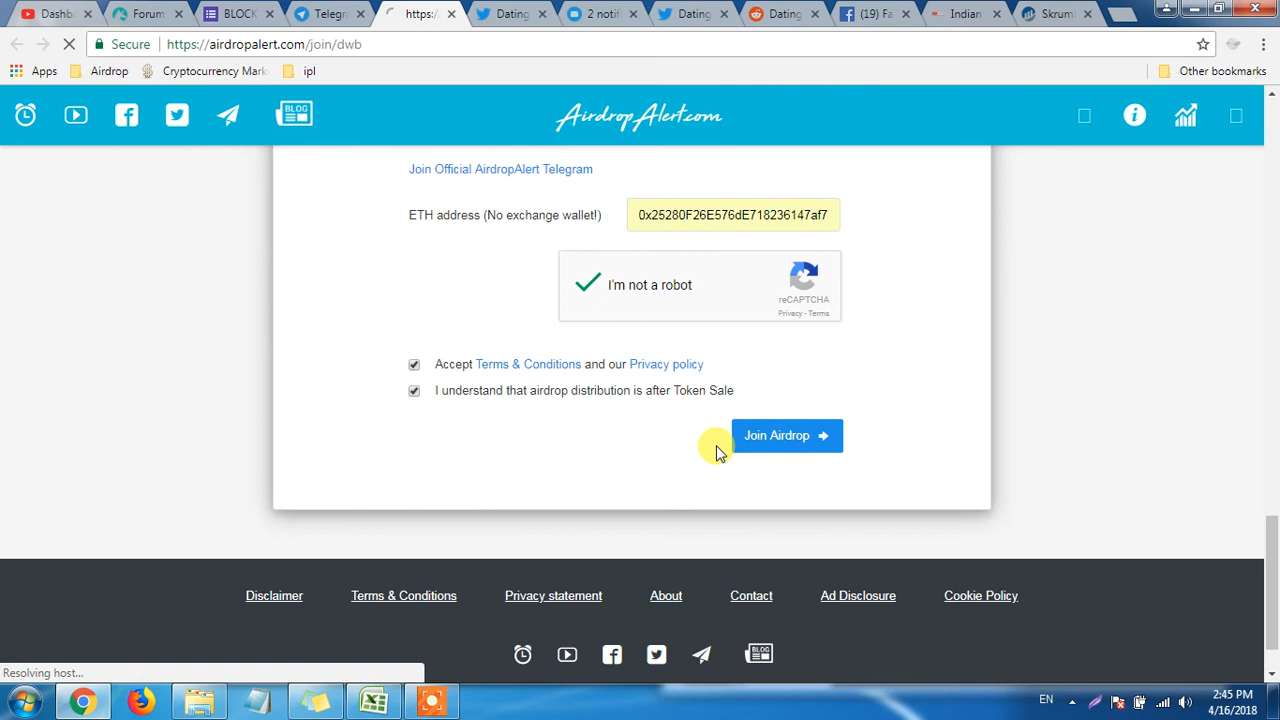 Dashb
Forum
BLOCK
Telegr
https:
Dating
2 notif
Dating
Dating
(19) Fa
Indian
Skrum
Secure
https://airdropalert.com/join/dwb
Apps
Airdrop
Cryptocurrency Mark
ipl
Other bookmarks
BLOG
AirdropAlert.com
Join Official AirdropAlert Telegram
ETH address (No exchange wallet!)
0x25280F26E576dE718236147af7
I'm not a robot
reCAPTCHA
Privacy - Terms
Accept Terms & Conditions and our Privacy policy
I understand that airdrop distribution is after Token Sale
Join Airdrop
Disclaimer
Terms & Conditions
Privacy statement
About
Contact
Ad Disclosure
Cookie Policy
BLOG
Resolving host...
EN
2:45 PM
4/16/2018